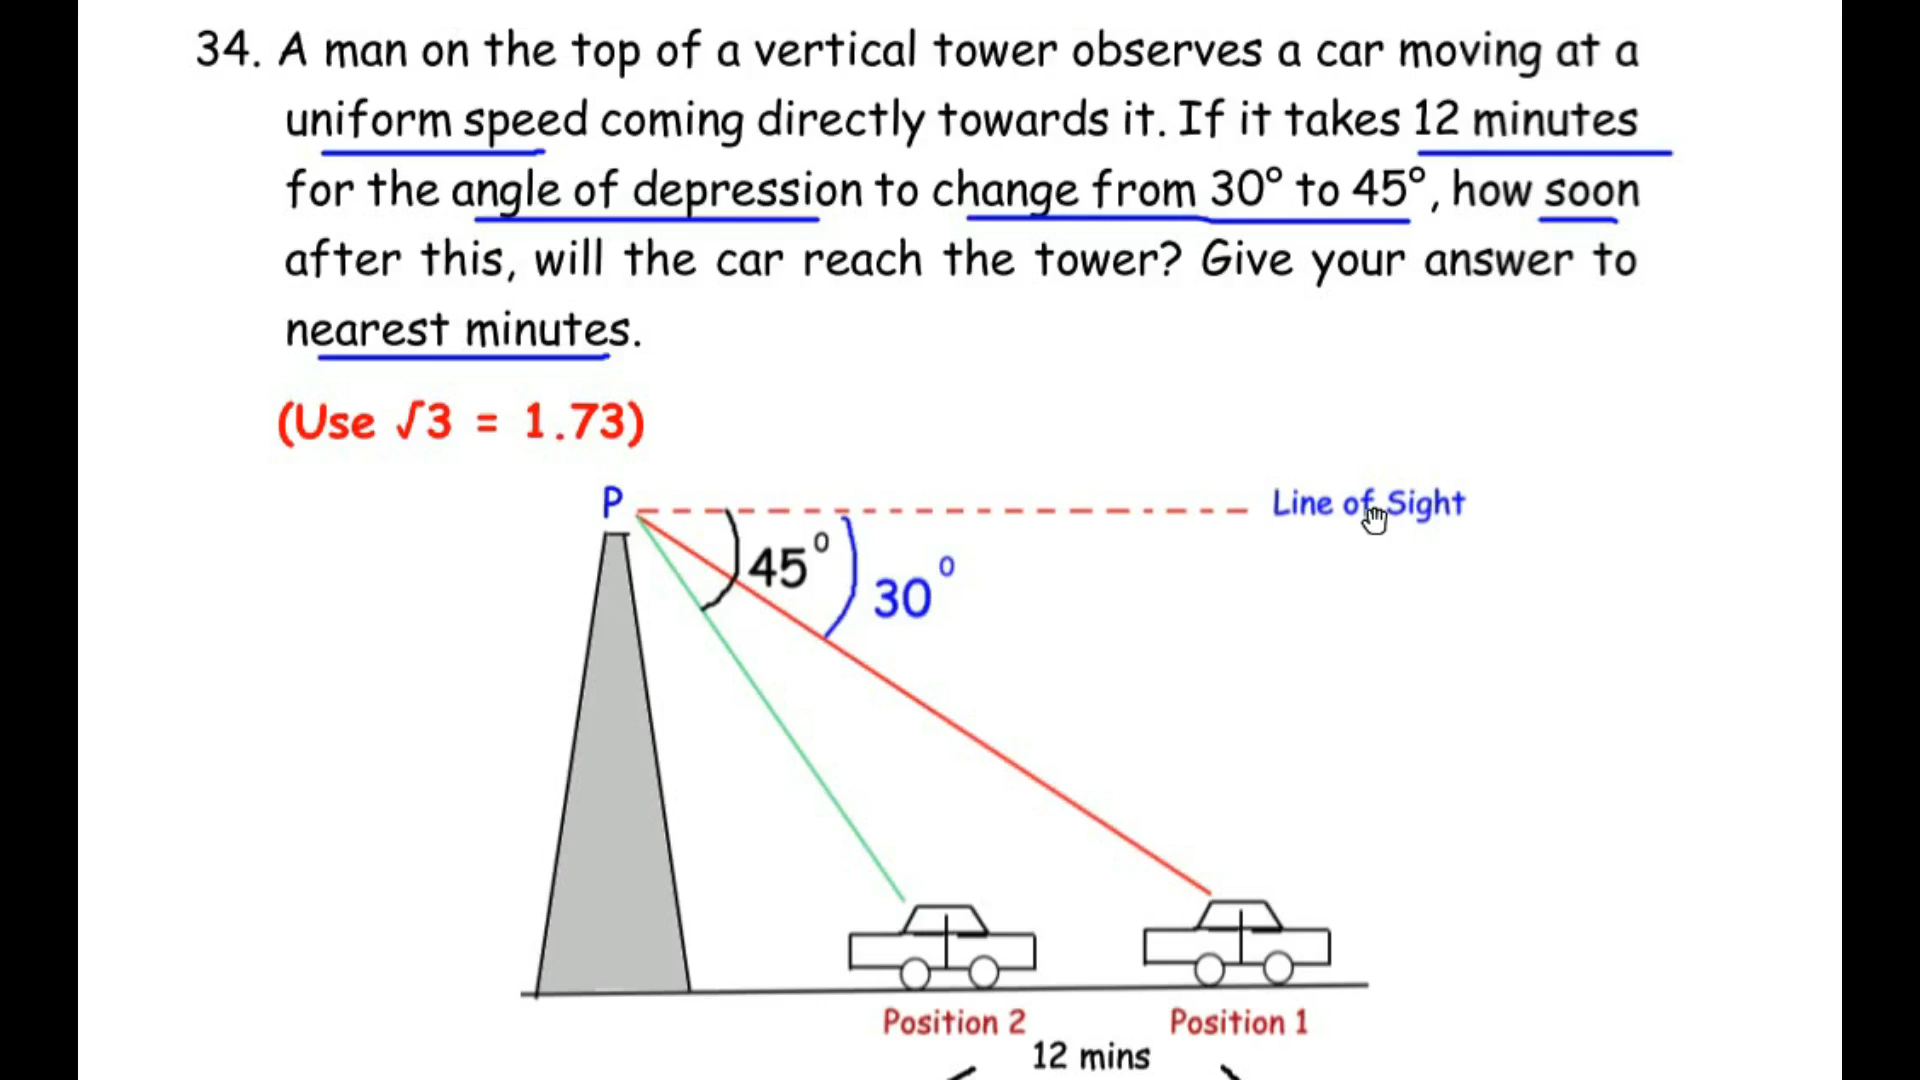 34. A man on the top of a vertical tower observes a car moving at a
uniform speed coming directly towards it. If it takes 12 minutes
for the angle of depression to change from 30° to 45°, how soon
after this, will the car reach the tower? Give your answer to
nearest minutes.
(Use √3 = 1.73)
P
Line of Sight
45°
30°
Position 2
Position 1
12 mins